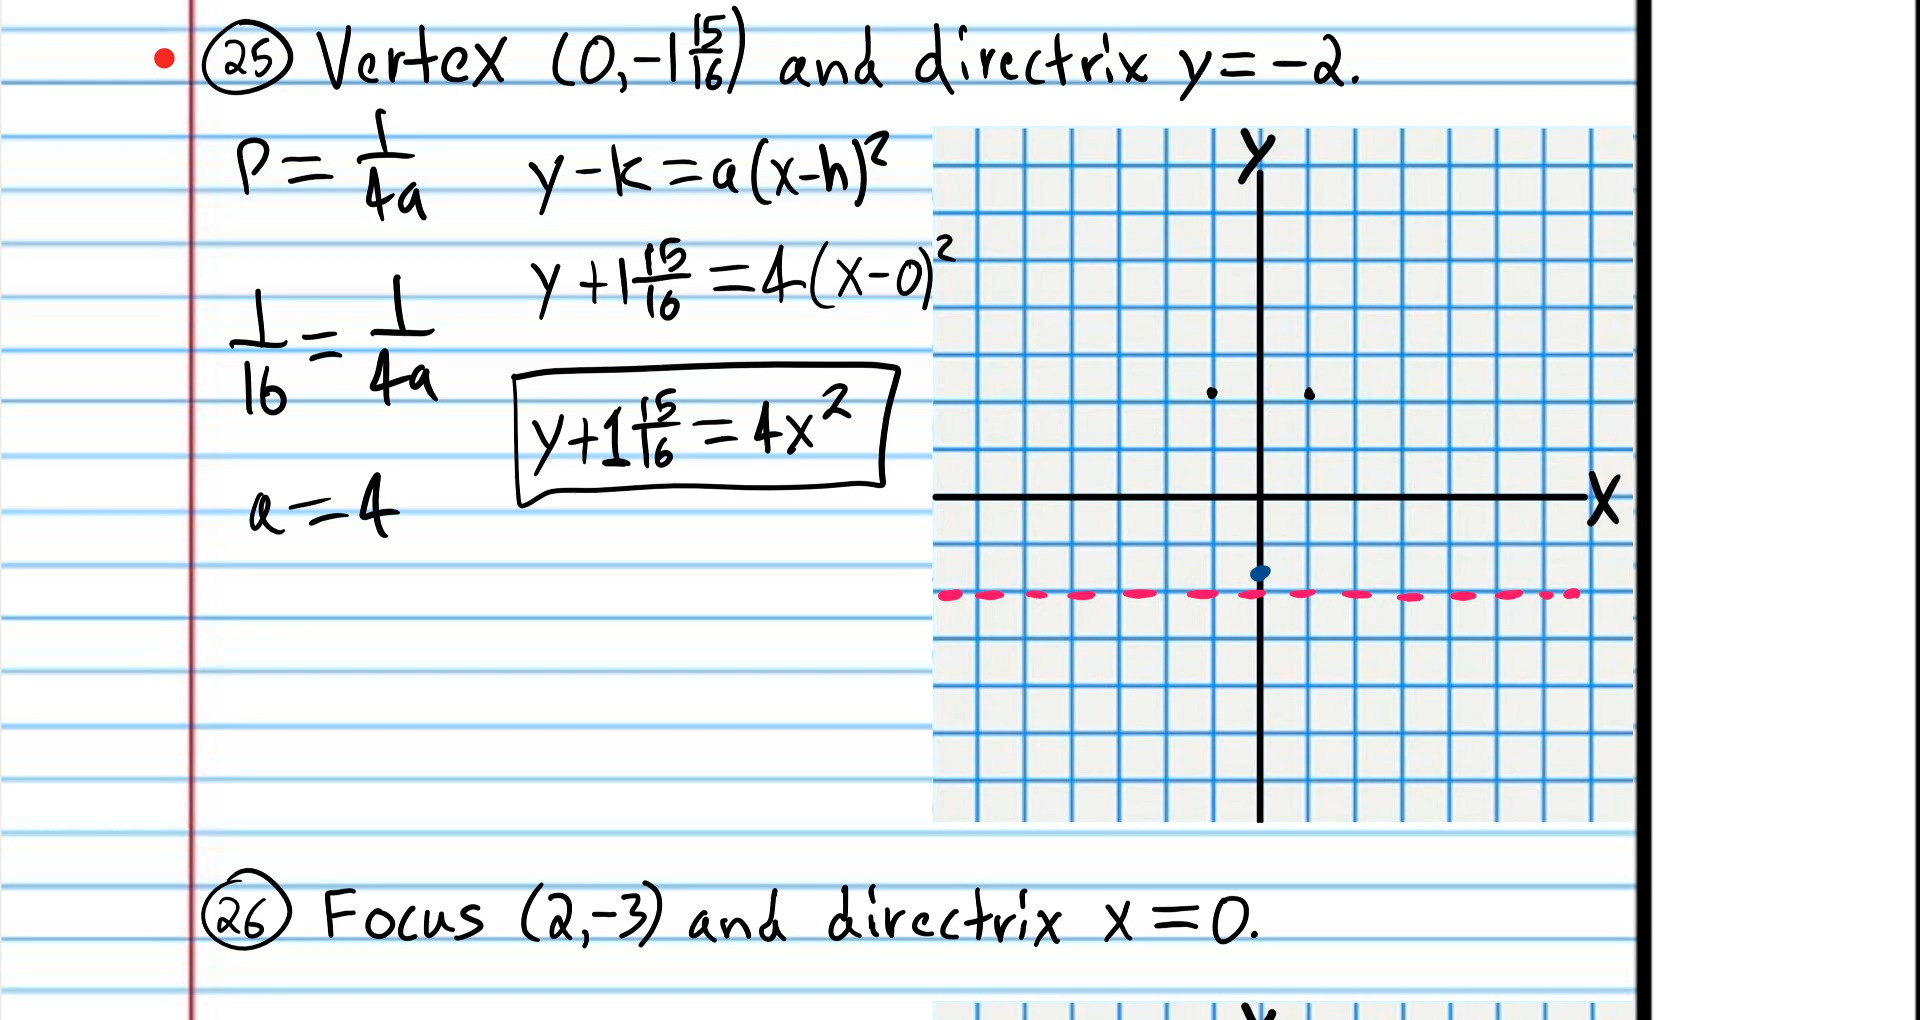 25 Vertex (0, -1 15/16) and directrix y = -2.
P = 1/4a
y - k = a(x-h)²
y + 1 15/16 = 4(x-0)²
1/16 = 1/4a
y + 1 15/16 = 4x²
a = 4
y
X
26 Focus (2,-3) and directrix x = 0.